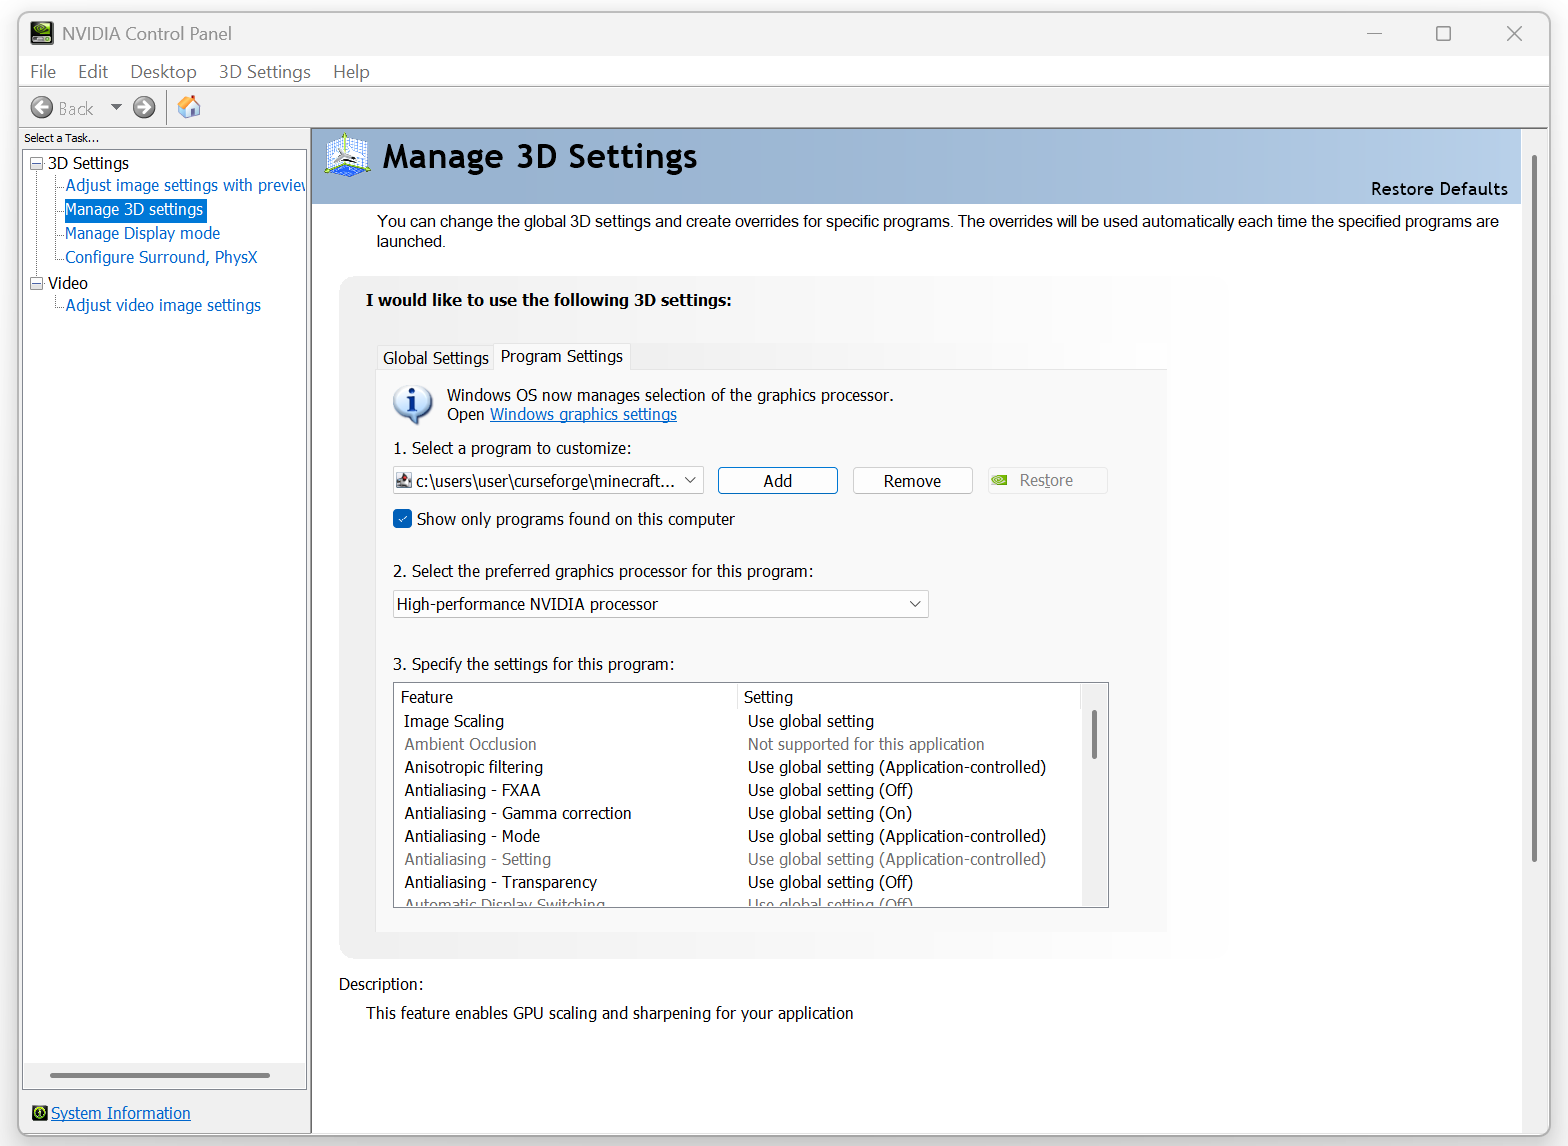 NVIDIA Control Panel
File Edit Desktop 3D Settings Help
Back
Select a Task...
3D Settings
Adjust image settings with preview
Manage 3D settings
Manage Display mode
Configure Surround, PhysX
Video
Adjust video image settings
System Information
Manage 3D Settings
Restore Defaults
You can change the global 3D settings and create overrides for specific programs. The overrides will be used automatically each time the specified programs are
launched.
I would like to use the following 3D settings:
Global Settings Program Settings
Windows OS now manages selection of the graphics processor.
Open Windows graphics settings
1. Select a program to customize:
c:\users\user\curseforge\minecraft... Add Remove Restore
Show only programs found on this computer
2. Select the preferred graphics processor for this program:
High-performance NVIDIA processor
3. Specify the settings for this program:
Feature Setting
Image Scaling Use global setting
Ambient Occlusion Not supported for this application
Anisotropic filtering Use global setting (Application-controlled)
Antialiasing - FXAA Use global setting (Off)
Antialiasing - Gamma correction Use global setting (On)
Antialiasing - Mode Use global setting (Application-controlled)
Antialiasing - Setting Use global setting (Application-controlled)
Antialiasing - Transparency Use global setting (Off)
Automatic Display Switching Use global setting (Off)
Description:
This feature enables GPU scaling and sharpening for your application